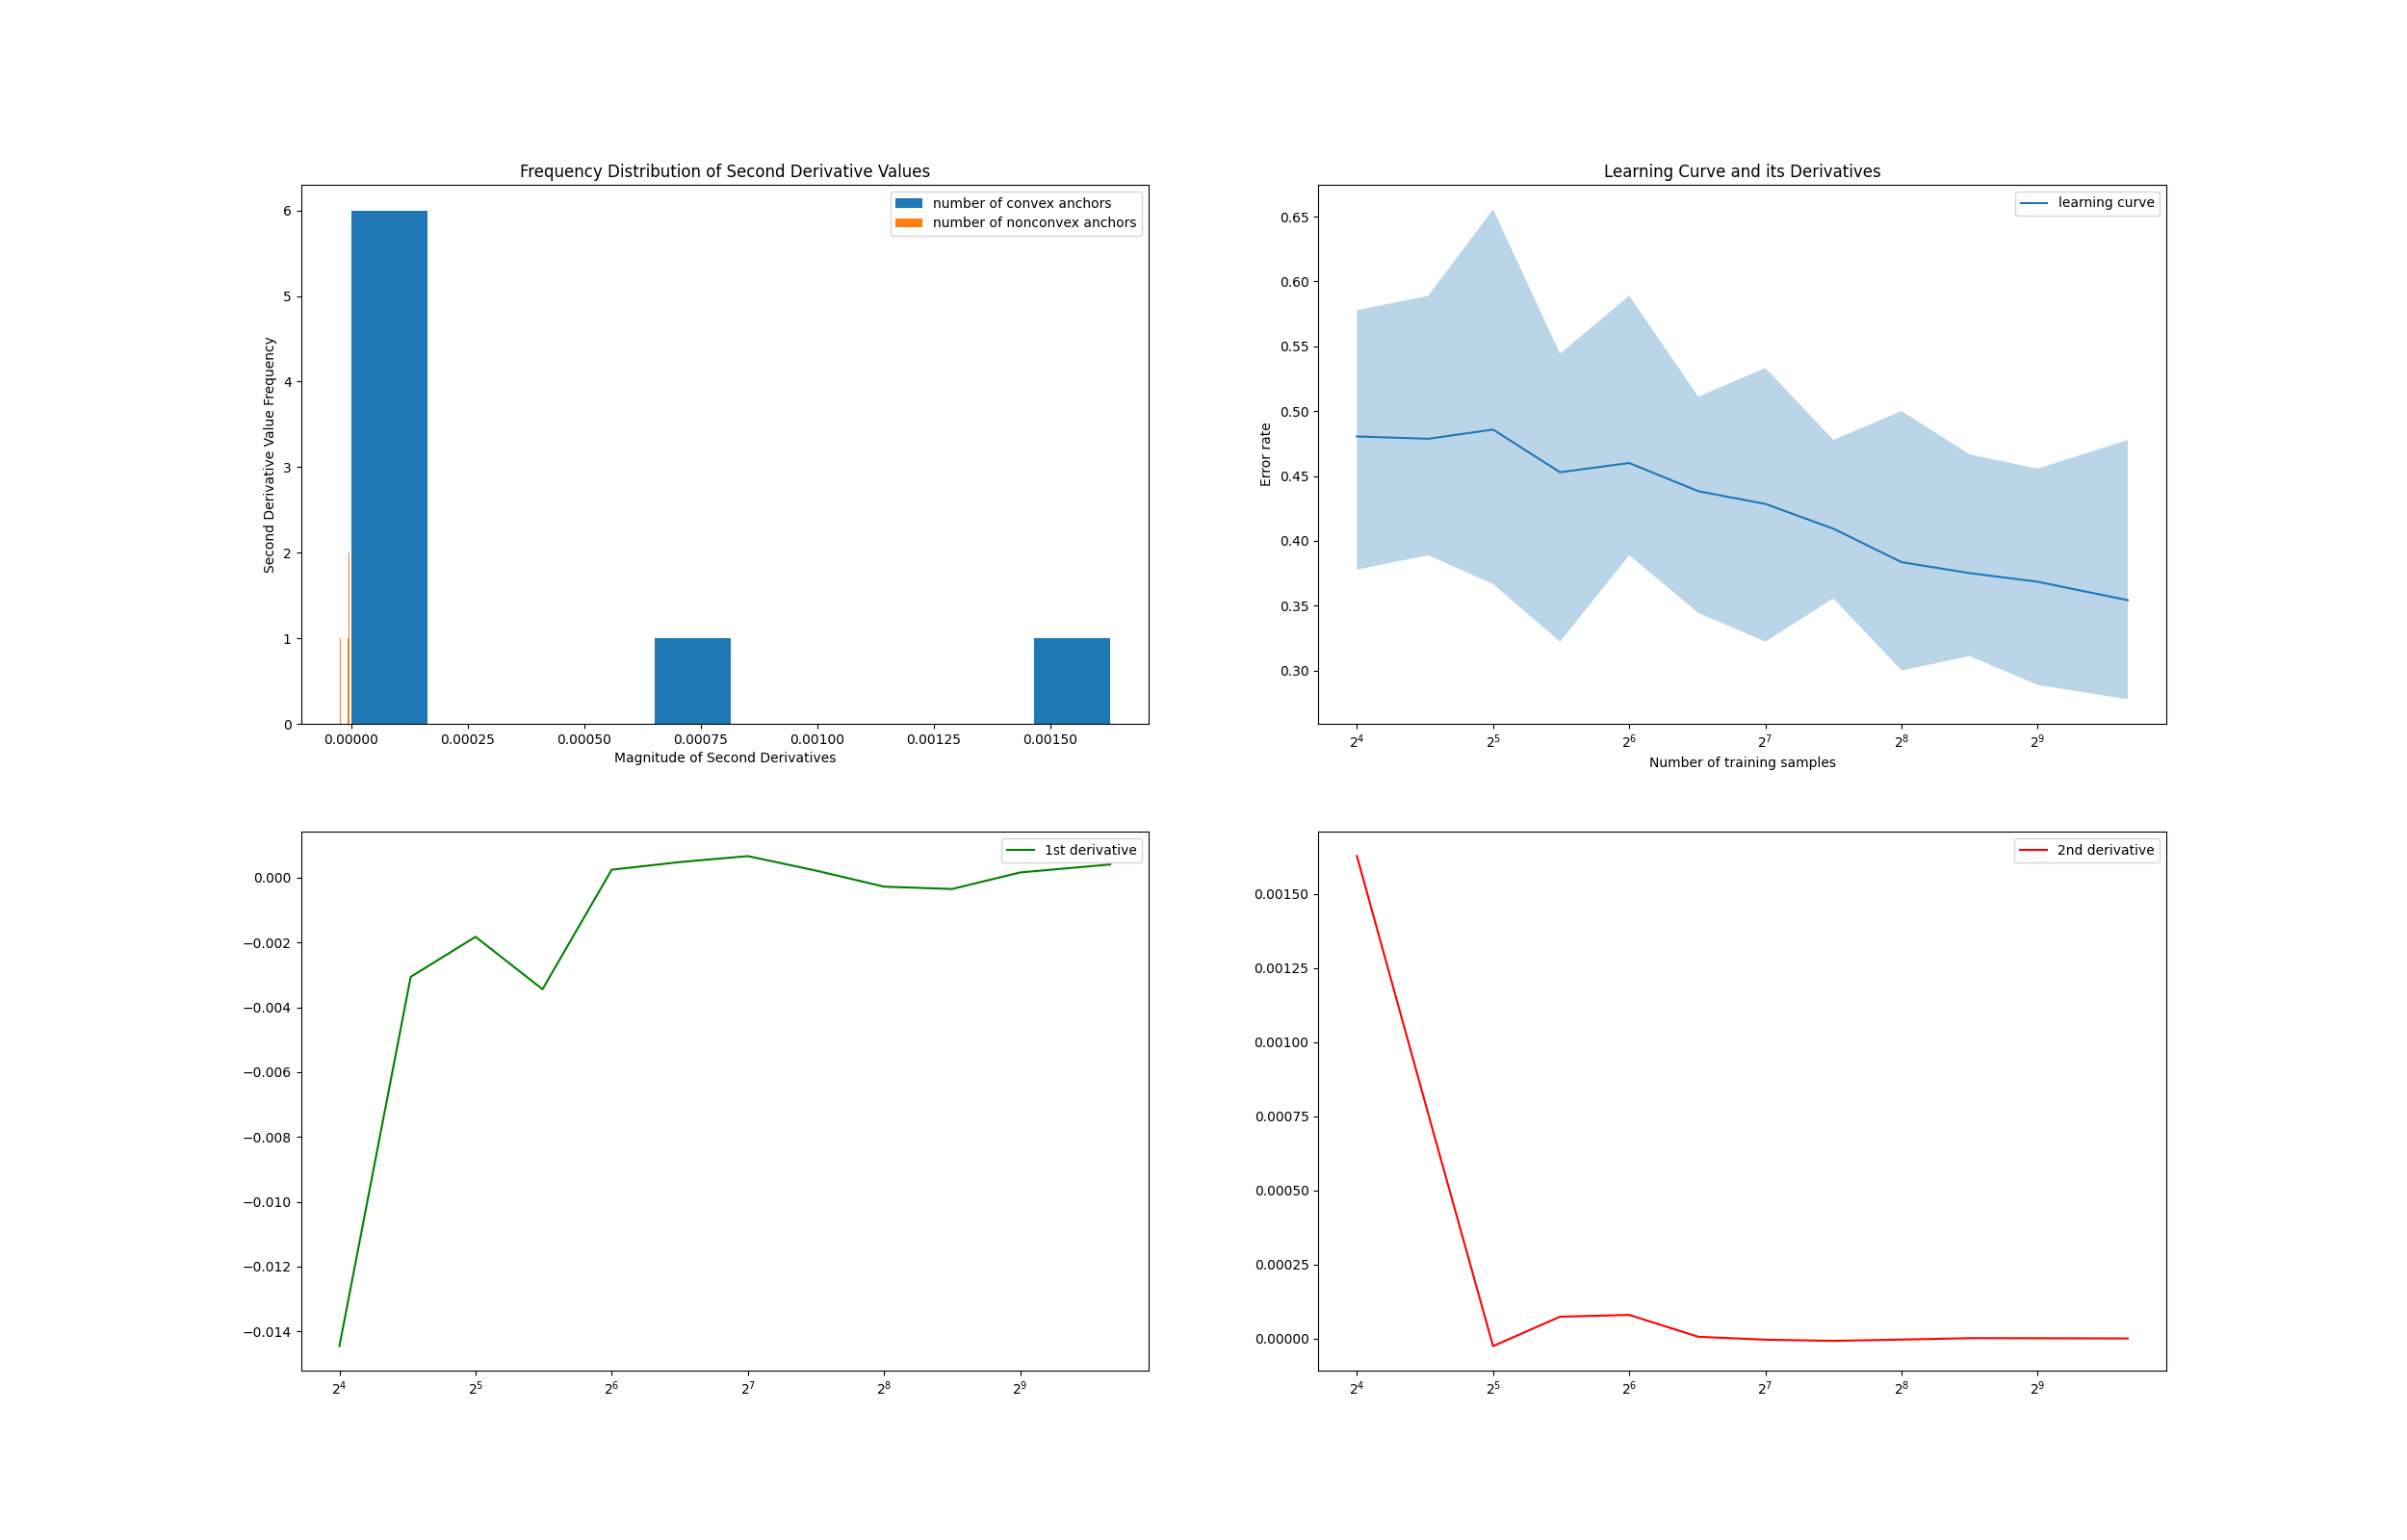 Frequency Distribution of Second Derivative Values
number of convex anchors
number of nonconvex anchors
6
5
4
3
2
1
0
Second Derivative Value Frequency
0.00000 0.00025 0.00050 0.00075 0.00100 0.00125 0.00150
Magnitude of Second Derivatives
Learning Curve and its Derivatives
learning curve
0.65
0.60
0.55
0.50
0.45
0.40
0.35
0.30
Error rate
2⁴ 2⁵ 2⁶ 2⁷ 2⁸ 2⁹
Number of training samples
1st derivative
0.000
−0.002
−0.004
−0.006
−0.008
−0.010
−0.012
−0.014
2⁴ 2⁵ 2⁶ 2⁷ 2⁸ 2⁹
2nd derivative
0.00150
0.00125
0.00100
0.00075
0.00050
0.00025
0.00000
2⁴ 2⁵ 2⁶ 2⁷ 2⁸ 2⁹